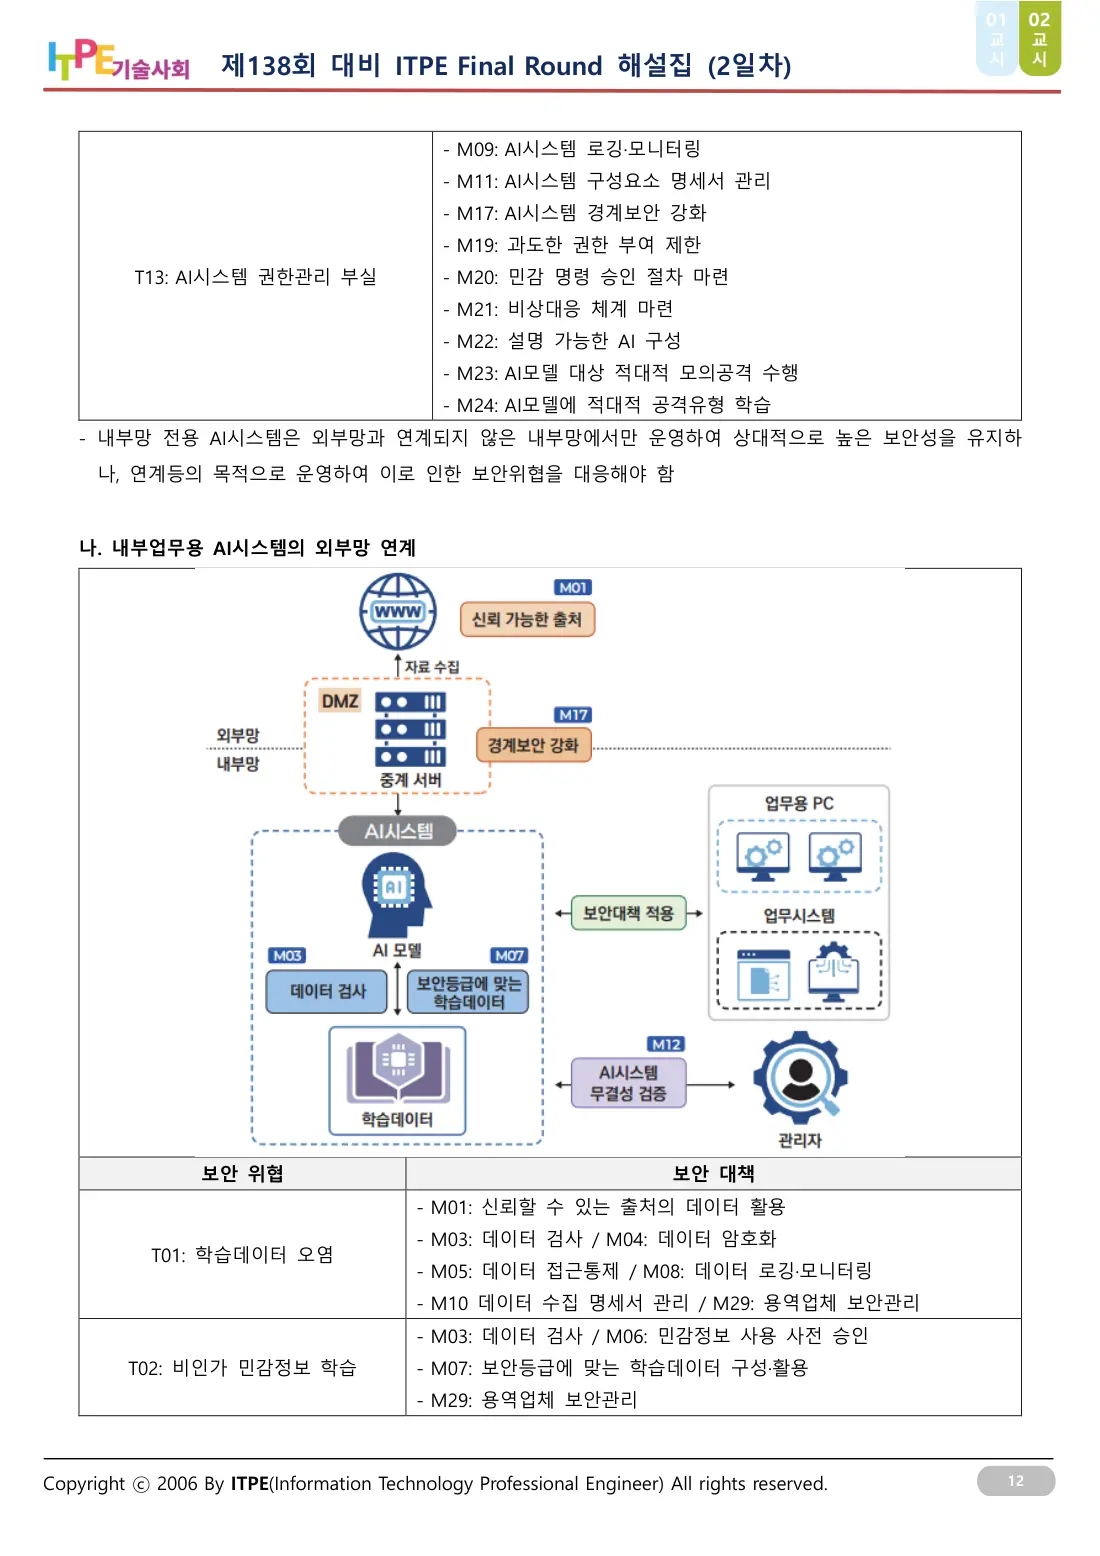 ITPE기술사회 제138회 대비 ITPE Final Round 해설집 (2일차)
01 교시
02 교시
- M09: AI시스템 로깅·모니터링
- M11: AI시스템 구성요소 명세서 관리
- M17: AI시스템 경계보안 강화
- M19: 과도한 권한 부여 제한
T13: AI시스템 권한관리 부실
- M20: 민감 명령 승인 절차 마련
- M21: 비상대응 체계 마련
- M22: 설명 가능한 AI 구성
- M23: AI모델 대상 적대적 모의공격 수행
- M24: AI모델에 적대적 공격유형 학습
- 내부망 전용 AI시스템은 외부망과 연계되지 않은 내부망에서만 운영하여 상대적으로 높은 보안성을 유지하
나, 연계등의 목적으로 운영하여 이로 인한 보안위협을 대응해야 함
나. 내부업무용 AI시스템의 외부망 연계
M01
WWW
신뢰 가능한 출처
자료 수집
DMZ
M17
외부망
경계보안 강화
내부망
중계 서버
업무용 PC
AI시스템
AI
보안대책 적용
업무시스템
AI 모델
M03
M07
데이터 검사
보안등급에 맞는
학습데이터
M12
AI시스템
무결성 검증
학습데이터
관리자
보안 위협
보안 대책
T01: 학습데이터 오염
- M01: 신뢰할 수 있는 출처의 데이터 활용
- M03: 데이터 검사 / M04: 데이터 암호화
- M05: 데이터 접근통제 / M08: 데이터 로깅·모니터링
- M10 데이터 수집 명세서 관리 / M29: 용역업체 보안관리
T02: 비인가 민감정보 학습
- M03: 데이터 검사 / M06: 민감정보 사용 사전 승인
- M07: 보안등급에 맞는 학습데이터 구성·활용
- M29: 용역업체 보안관리
Copyright ⓒ 2006 By ITPE(Information Technology Professional Engineer) All rights reserved.
12